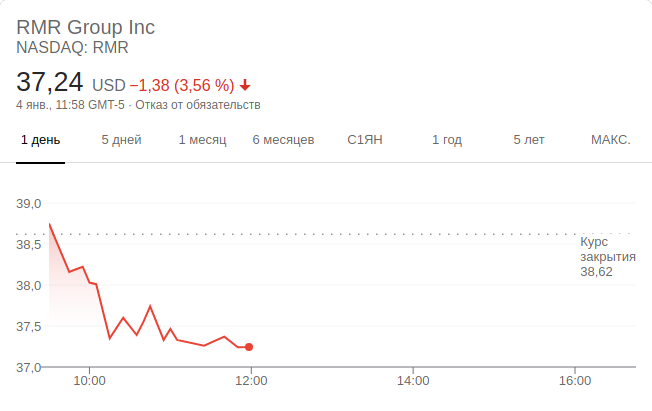 RMR Group Inc
NASDAQ: RMR
37,24 USD −1,38 (3,56 %)
4 янв., 11:58 GMT-5 · Отказ от обязательств
1 день 5 дней 1 месяц 6 месяцев С1ЯН 1 год 5 лет МАКС.
39,0
38,5
Курс
закрытия
38,62
38,0
37,5
37,0
10:00 12:00 14:00 16:00